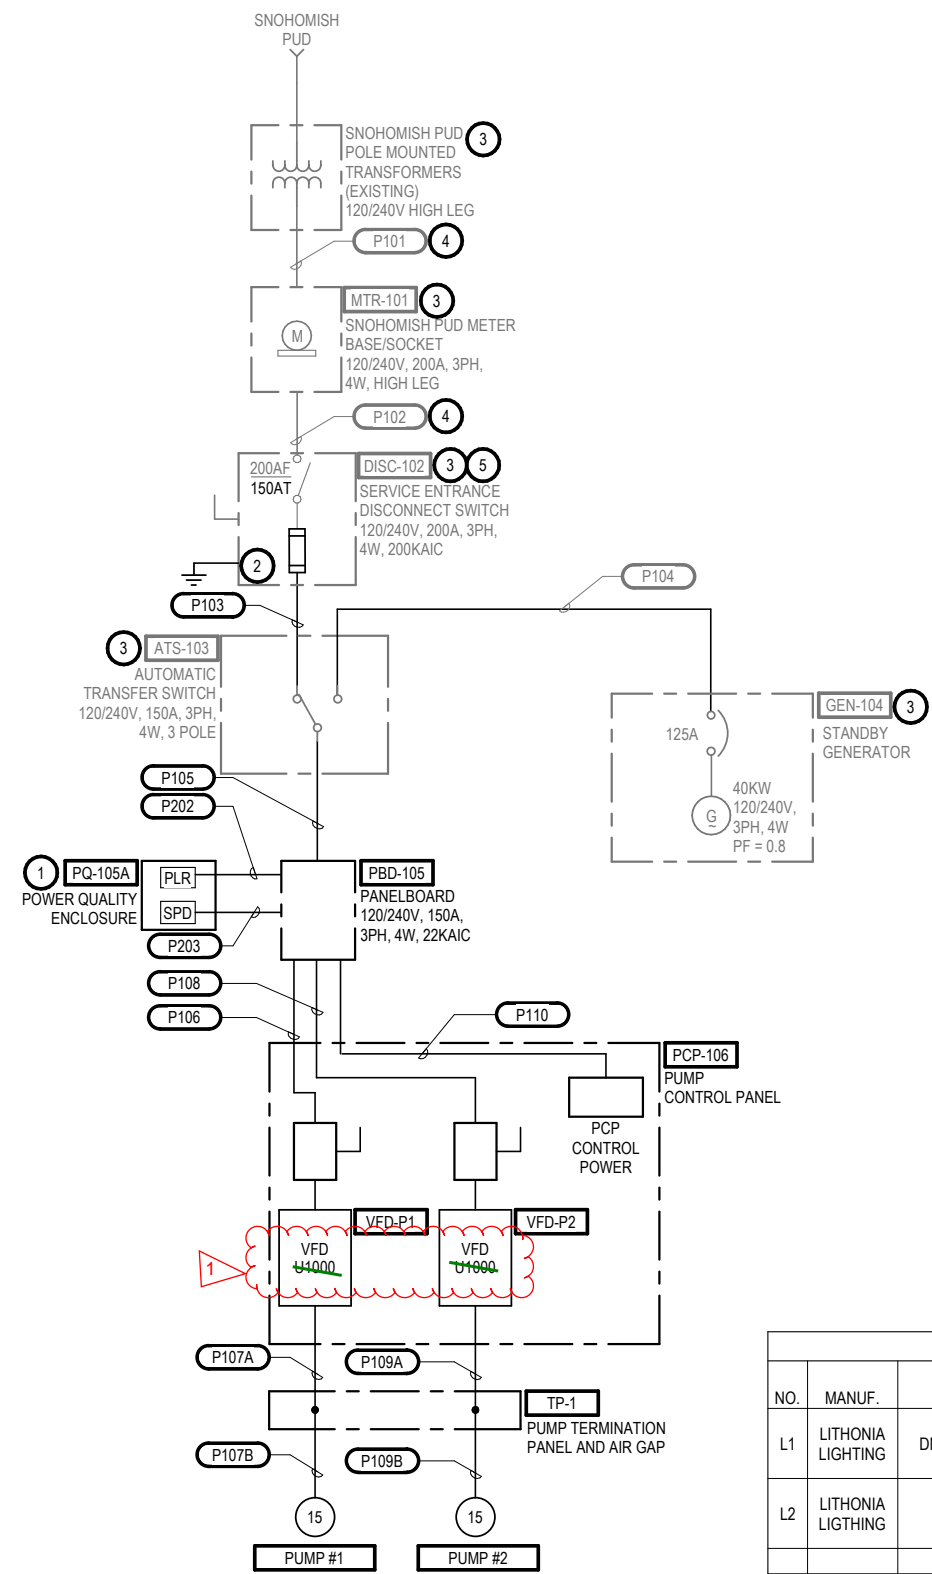 SNOHOMISH
PUD
SNOHOMISH PUD
POLE MOUNTED
TRANSFORMERS
(EXISTING)
120/240V HIGH LEG
3
P101
4
MTR-101
3
M
SNOHOMISH PUD METER
BASE/SOCKET
120/240V, 200A, 3PH,
4W, HIGH LEG
P102
4
200AF
150AT
DISC-102
3
5
SERVICE ENTRANCE
DISCONNECT SWITCH
120/240V, 200A, 3PH,
4W, 200KAIC
2
P103
P104
3
ATS-103
AUTOMATIC
TRANSFER SWITCH
120/240V, 150A, 3PH,
4W, 3 POLE
GEN-104
3
STANDBY
GENERATOR
125A
G
~
40KW
120/240V,
3PH, 4W
PF = 0.8
P105
P202
1
PQ-105A
POWER QUALITY
ENCLOSURE
PLR
SPD
PBD-105
PANELBOARD
120/240V, 150A,
3PH, 4W, 22KAIC
P203
P108
P106
P110
PCP-106
PUMP
CONTROL PANEL
PCP
CONTROL
POWER
VFD-P1
VFD-P2
1
VFD
U1000
VFD
U1000
P107A
P109A
TP-1
PUMP TERMINATION
PANEL AND AIR GAP
P107B
P109B
15
15
PUMP #1
PUMP #2
NO. MANUF.
L1 LITHONIA
LIGHTING
L2 LITHONIA
LIGTHING